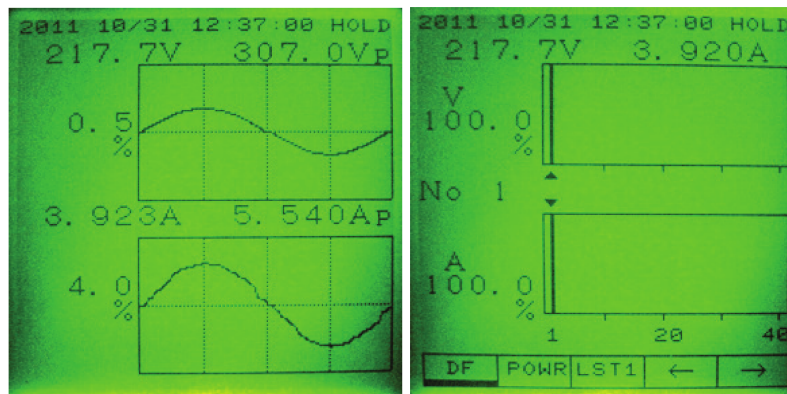 2011 10/31 12:37:00 HOLD
217.7V 307.0Vp
0.5
%
3.923A 5.540Ap
4.0
%
2011 10/31 12:37:00 HOLD
217.7V 3.920A
V
100.0
%
No 1
A
100.0
%
1 20 40
DF POWR LST1 ← →